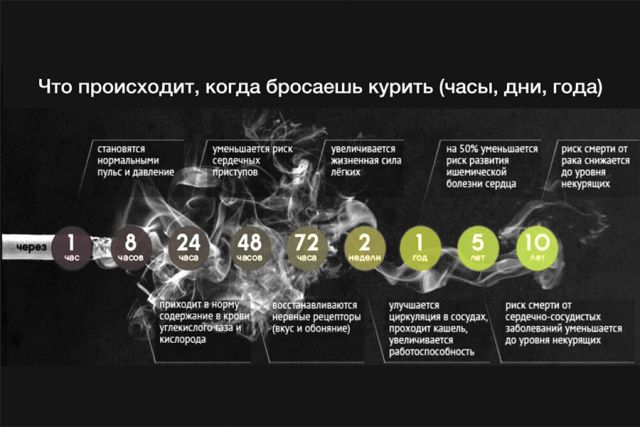 Что происходит, когда бросаешь курить (часы, дни, года)
становятся
нормальными
пульс и давление
уменьшается риск
сердечных
приступов
увеличивается
жизненная сила
лёгких
на 50% уменьшается
риск развития
ишемической
болезни сердца
риск смерти от
рака снижается
до уровня
некурящих
через
1
час
8
часов
24
часа
48
часов
72
часа
2
недели
1
год
5
лет
10
лет
приходит в норму
содержание в крови
углекислого газа и
кислорода
восстанавливаются
нервные рецепторы
(вкус и обоняние)
улучшается
циркуляция в сосудах,
проходит кашель,
увеличивается
работоспособность
риск смерти от
сердечно-сосудистых
заболеваний уменьшается
до уровня некурящих